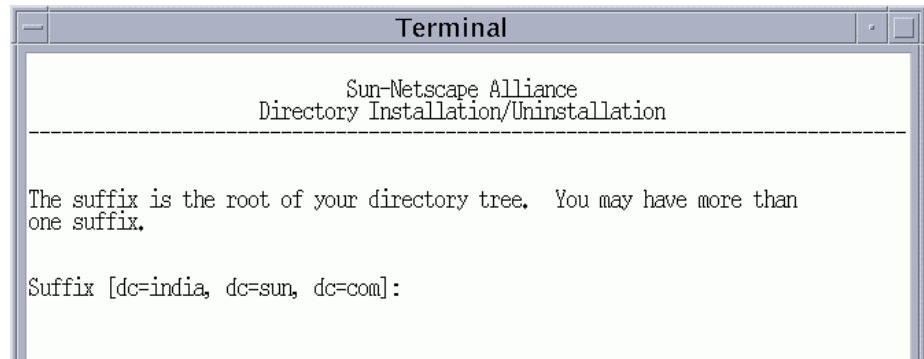 Terminal
Sun-Netscape Alliance
Directory Installation/Uninstallation
--------------------------------------------------------------------------------
The suffix is the root of your directory tree.  You may have more than
one suffix.
Suffix [dc=india, dc=sun, dc=com]: